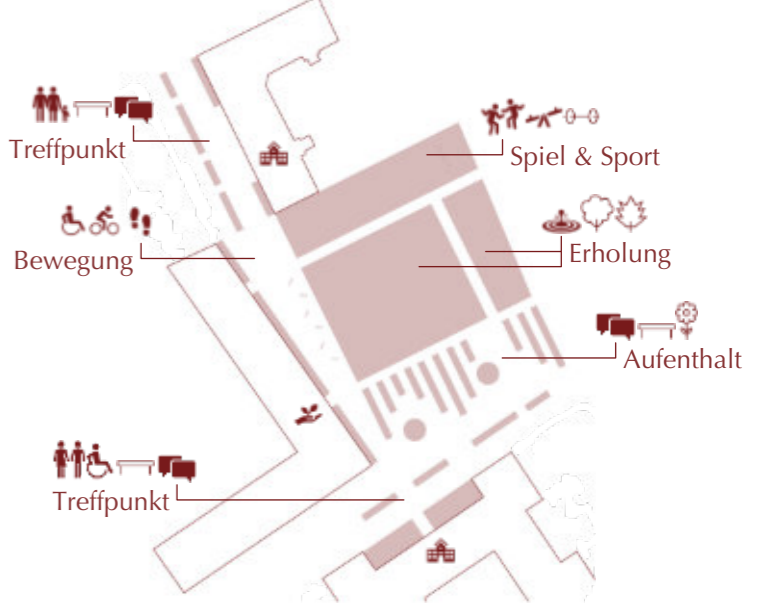 Treffpunkt
Spiel & Sport
Bewegung
Erholung
Aufenthalt
Treffpunkt